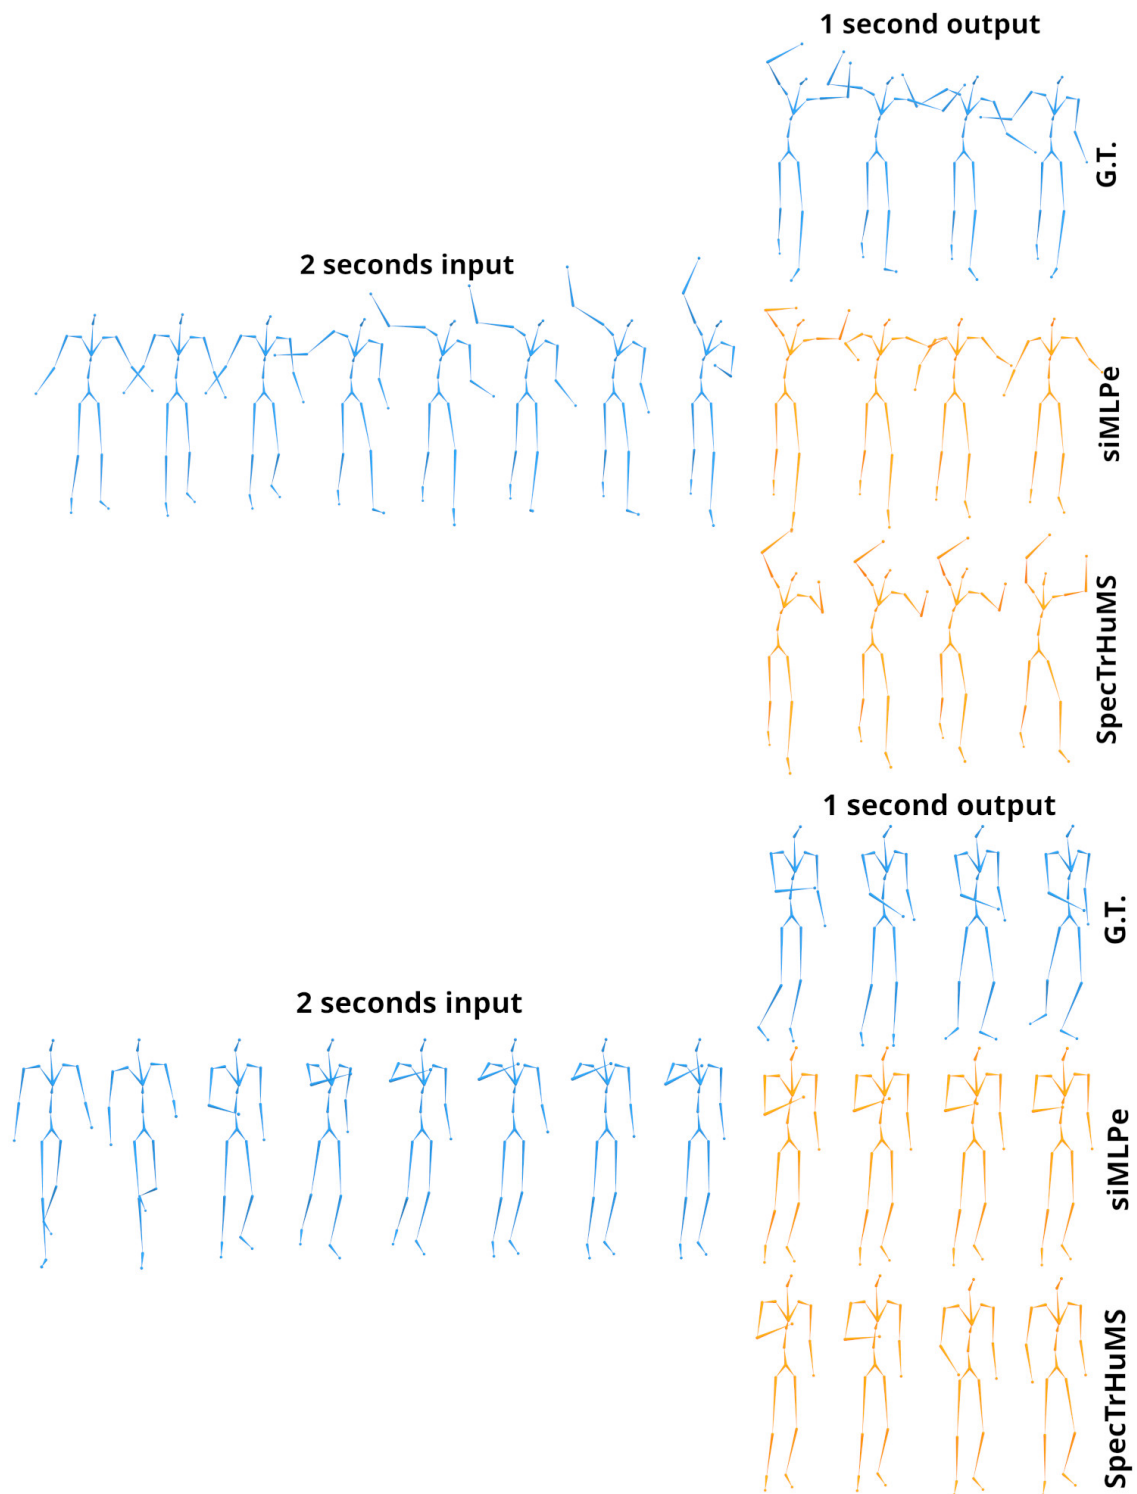 1 second output
G.T.
2 seconds input
siMLPe
SpecTrHuMS
1 second output
G.T.
2 seconds input
siMLPe
SpecTrHuMS